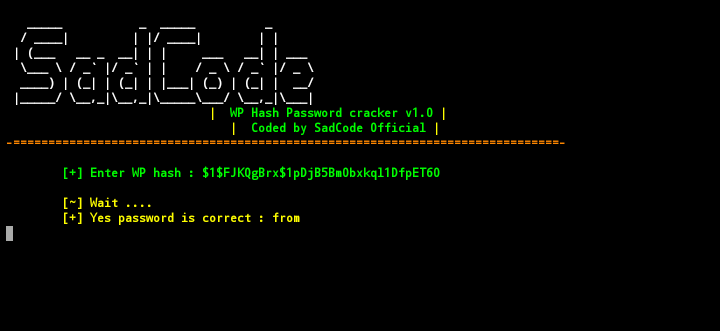 SadCode
| WP Hash Password cracker v1.0 |
| Coded by SadCode Official |
[+] Enter WP hash : $1$FJKQgBrx$1pDjB5Bm0bxkql1DfpET60
[~] Wait ....
[+] Yes password is correct : from